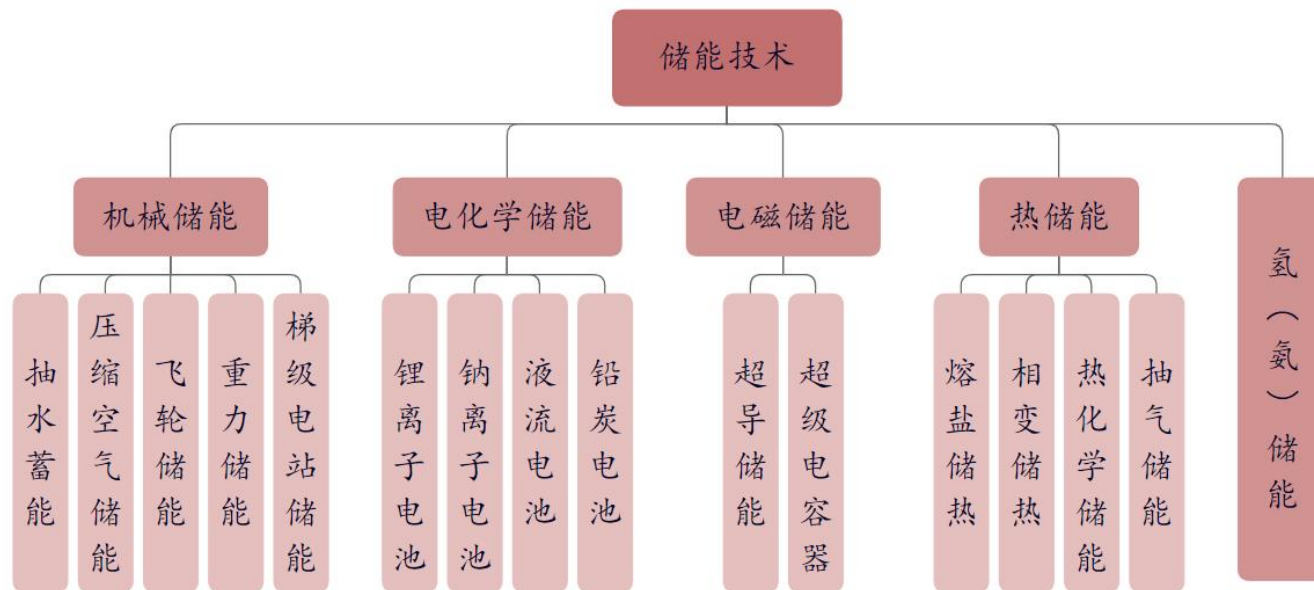 储能技术
机械储能
电化学储能
电磁储能
热储能
氢（氨）储能
抽水蓄能
压缩空气储能
飞轮储能
重力储能
梯级电站储能
锂离子电池
钠离子电池
液流电池
铅炭电池
超导储能
超级电容器
熔盐储热
相变储热
热化学储能
抽气储能